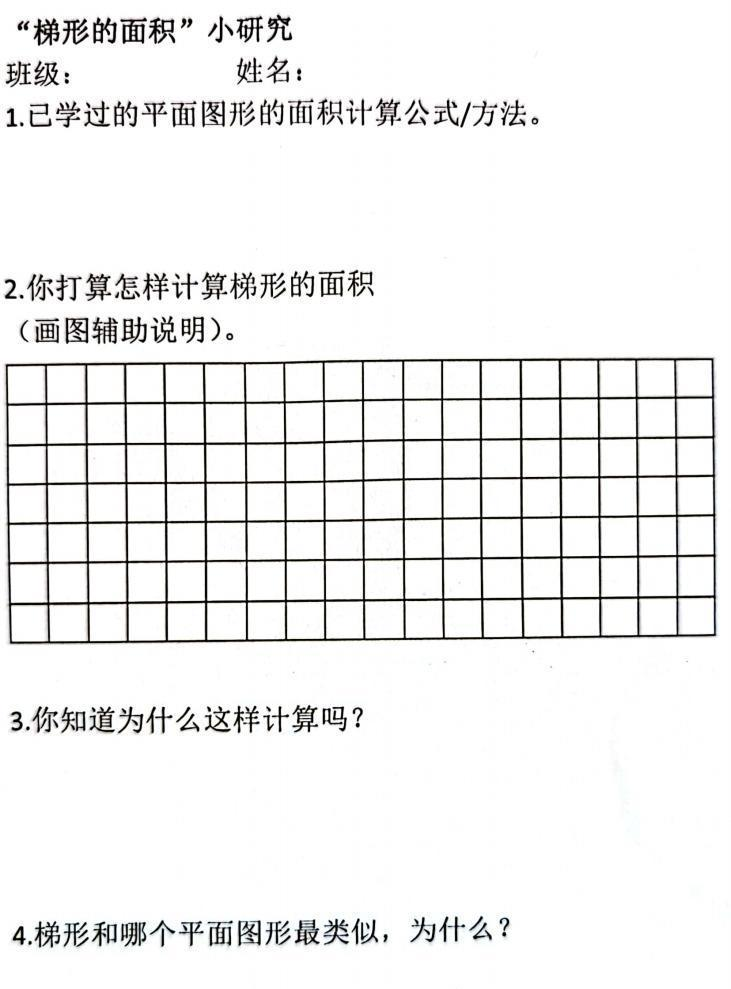 “梯形的面积”小研究
班级： 姓名：
1.已学过的平面图形的面积计算公式/方法。
2.你打算怎样计算梯形的面积
（画图辅助说明）。
3.你知道为什么这样计算吗？
4.梯形和哪个平面图形最类似，为什么？